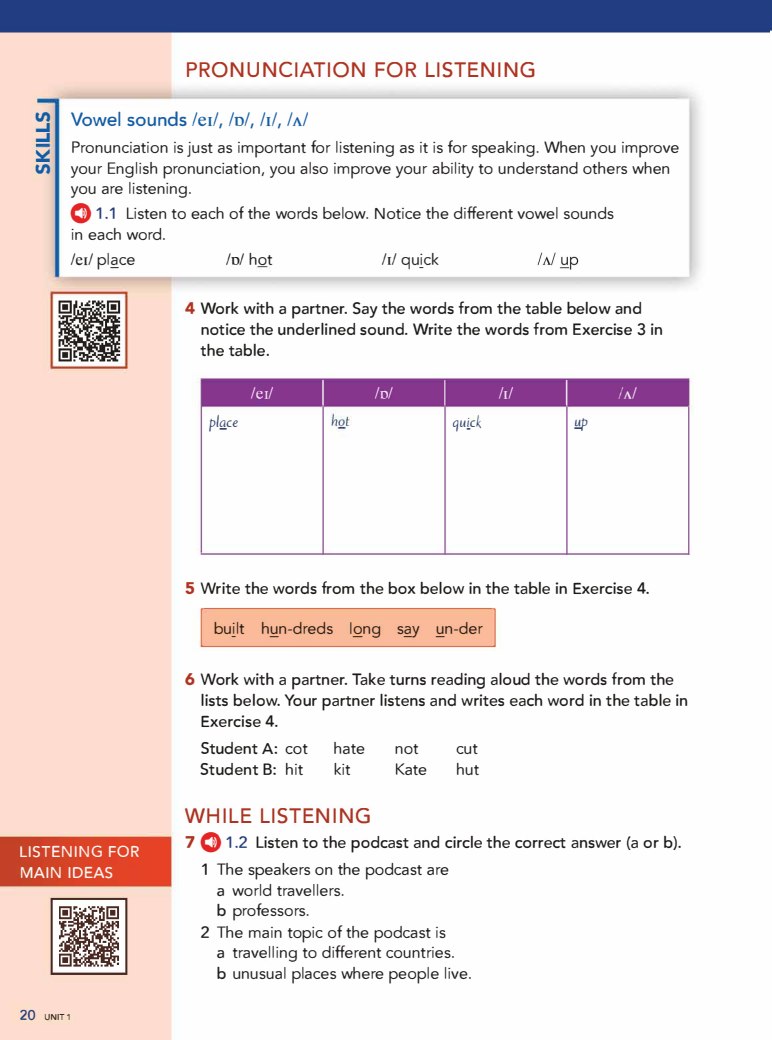 PRONUNCIATION FOR LISTENING
SKILLS
Vowel sounds /eɪ/, /ɒ/, /ɪ/, /ʌ/
Pronunciation is just as important for listening as it is for speaking. When you improve
your English pronunciation, you also improve your ability to understand others when
you are listening.
1.1 Listen to each of the words below. Notice the different vowel sounds
in each word.
/eɪ/ place /ɒ/ hot /ɪ/ quick /ʌ/ up
4 Work with a partner. Say the words from the table below and
notice the underlined sound. Write the words from Exercise 3 in
the table.
/eɪ/ /ɒ/ /ɪ/ /ʌ/
place hot quick up
5 Write the words from the box below in the table in Exercise 4.
built hun-dreds long say un-der
6 Work with a partner. Take turns reading aloud the words from the
lists below. Your partner listens and writes each word in the table in
Exercise 4.
Student A: cot hate not cut
Student B: hit kit Kate hut
WHILE LISTENING
LISTENING FOR
MAIN IDEAS
7 1.2 Listen to the podcast and circle the correct answer (a or b).
1 The speakers on the podcast are
a world travellers.
b professors.
2 The main topic of the podcast is
a travelling to different countries.
b unusual places where people live.
20 UNIT 1